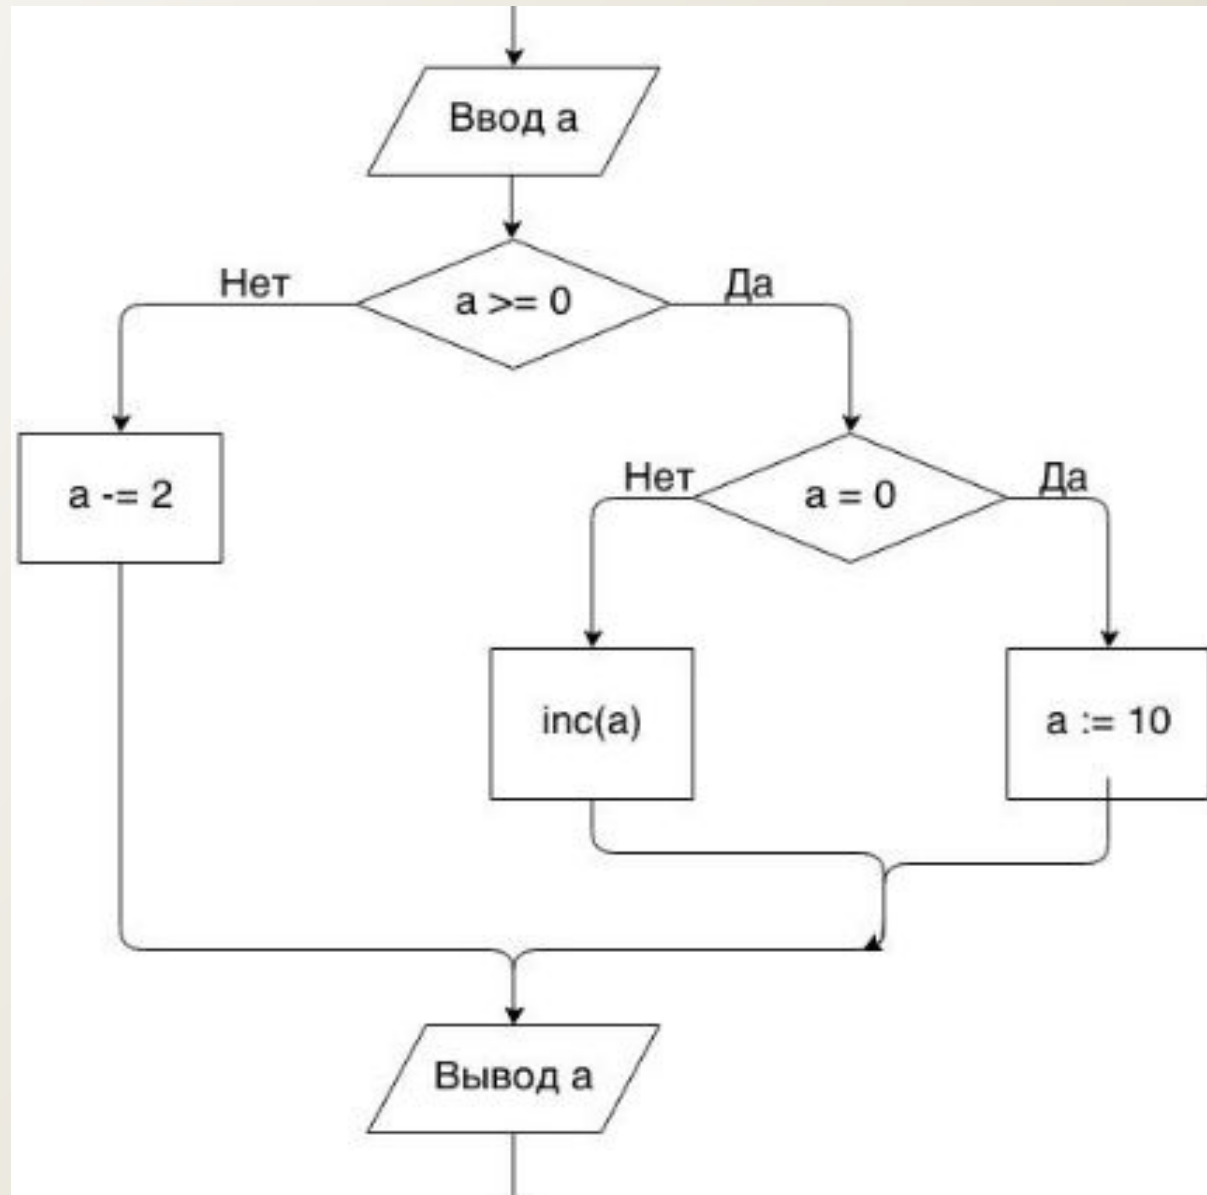 Ввод a
Нет
a >= 0
Да
a -= 2
Нет
a = 0
Да
inc(a)
a := 10
Вывод a